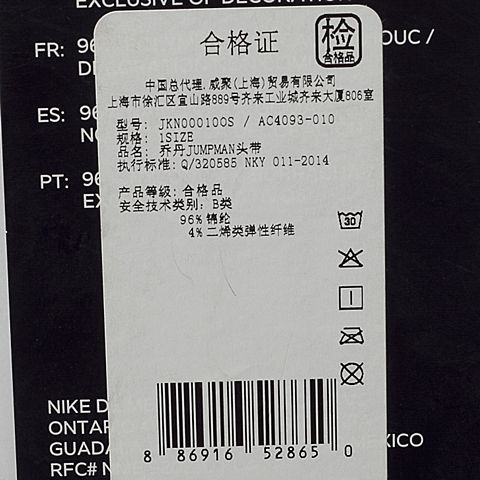 EXCLUSIVE OF DECORATION
合格证
检
合格品
FR: 96
OUC /
中国总代理.威聚(上海)贸易有限公司
上海市徐汇区宜山路889号齐来工业城齐来大厦806室
ES: 96
型号: JKN000100S / AC4093-010
规格: 1SIZE
品名: 乔丹JUMPMAN头带
执行标准: Q/320585 NKY 011-2014
PT: 96
产品等级: 合格品
安全技术类别: B类
96% 锦纶
4% 二烯类弹性纤维
30
NIKE DE
ONTAR
GUADA
EXICO
RFC# N
8 86916 52865 0